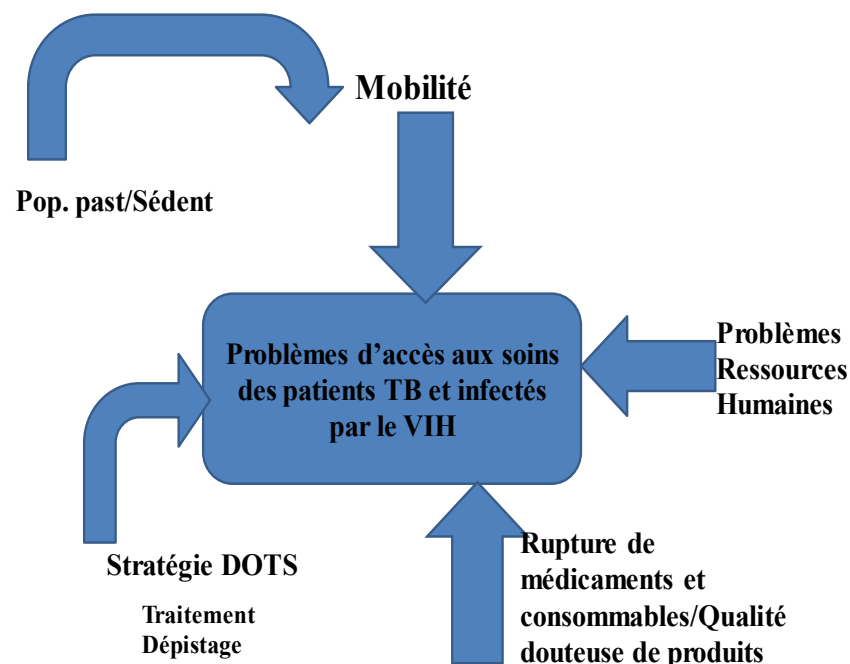 Mobilité
Pop. past/Sédent
Problèmes d'accès aux soins
des patients TB et infectés
par le VIH
Problèmes
Ressources
Humaines
Stratégie DOTS
Traitement
Dépistage
Rupture de
médicaments et
consommables/Qualité
douteuse de produits